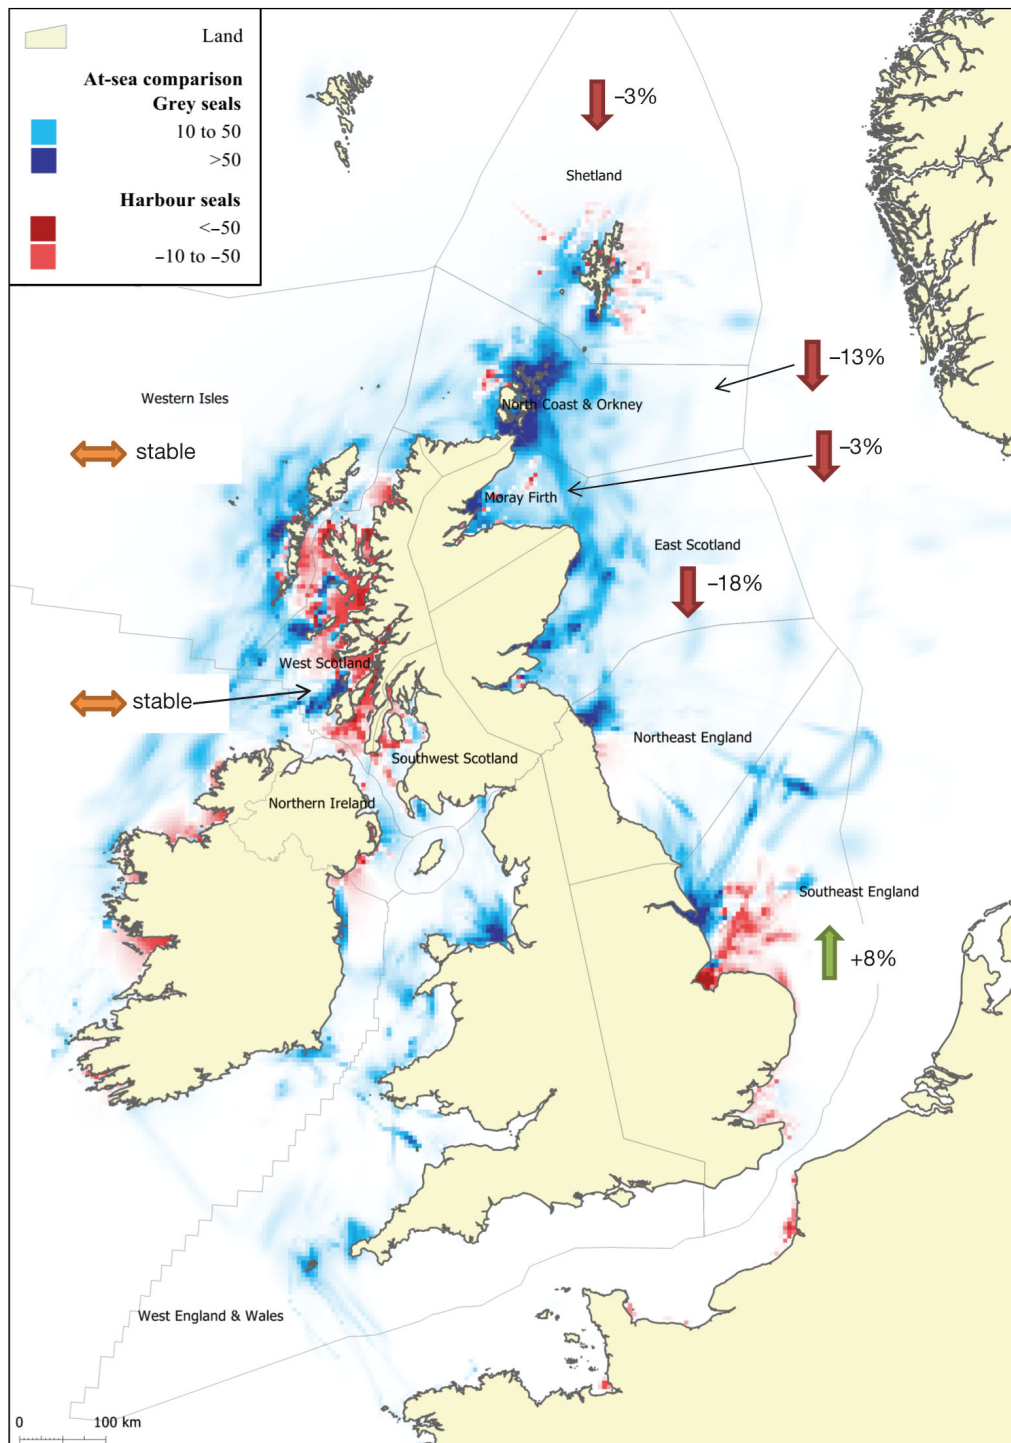 Land
At-sea comparison
Grey seals
10 to 50
>50
Harbour seals
<–50
–10 to –50
–3%
Shetland
–13%
Western Isles
North Coast & Orkney
stable
–3%
Moray Firth
East Scotland
–18%
West Scotland
stable
Northeast England
Southwest Scotland
Northern Ireland
Southeast England
+8%
West England & Wales
0 100 km